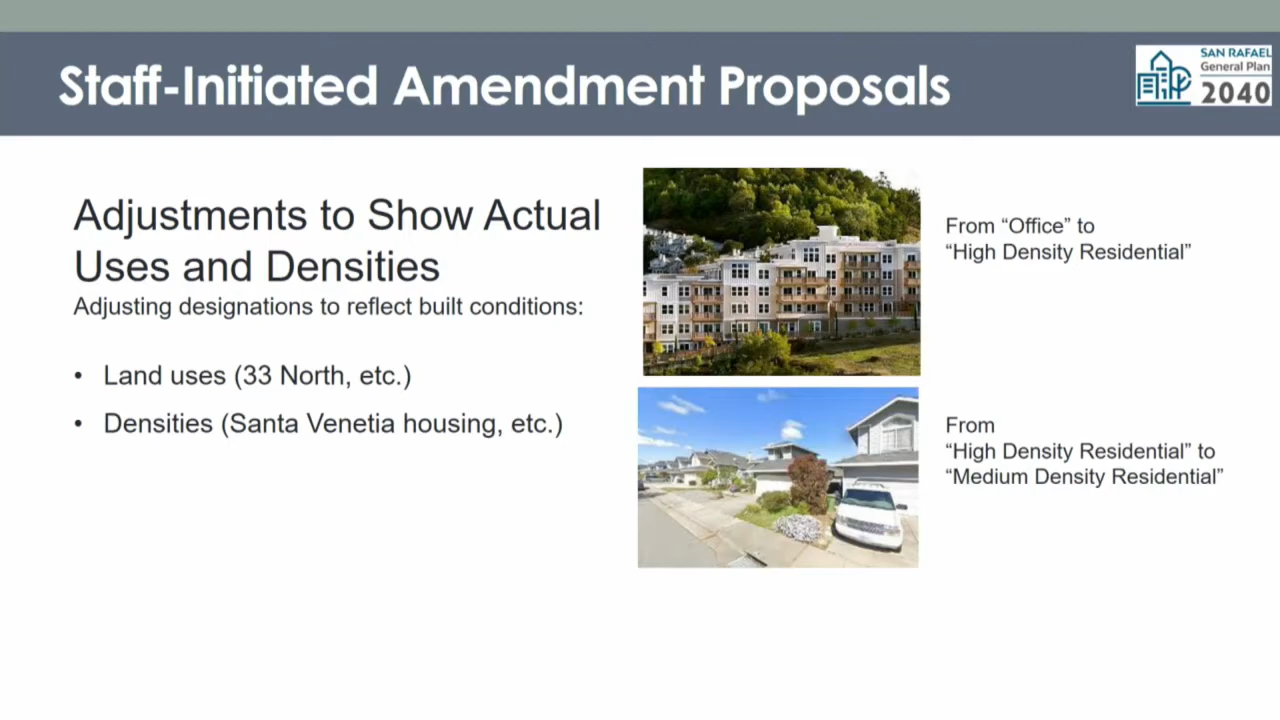 Staff-Initiated Amendment Proposals
SAN RAFAEL
General Plan
2040
Adjustments to Show Actual
Uses and Densities
Adjusting designations to reflect built conditions:
• Land uses (33 North, etc.)
• Densities (Santa Venetia housing, etc.)
From “Office” to
“High Density Residential”
From
“High Density Residential” to
“Medium Density Residential”